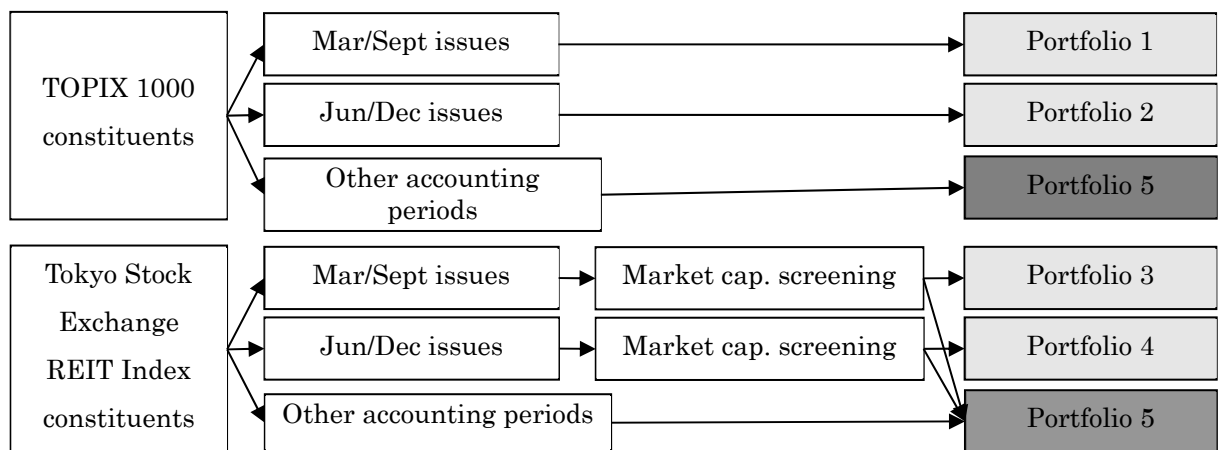 TOPIX 1000
constituents
Mar/Sept issues
Portfolio 1
Jun/Dec issues
Portfolio 2
Other accounting
periods
Portfolio 5
Tokyo Stock
Exchange
REIT Index
constituents
Mar/Sept issues
Market cap. screening
Portfolio 3
Jun/Dec issues
Market cap. screening
Portfolio 4
Other accounting periods
Portfolio 5